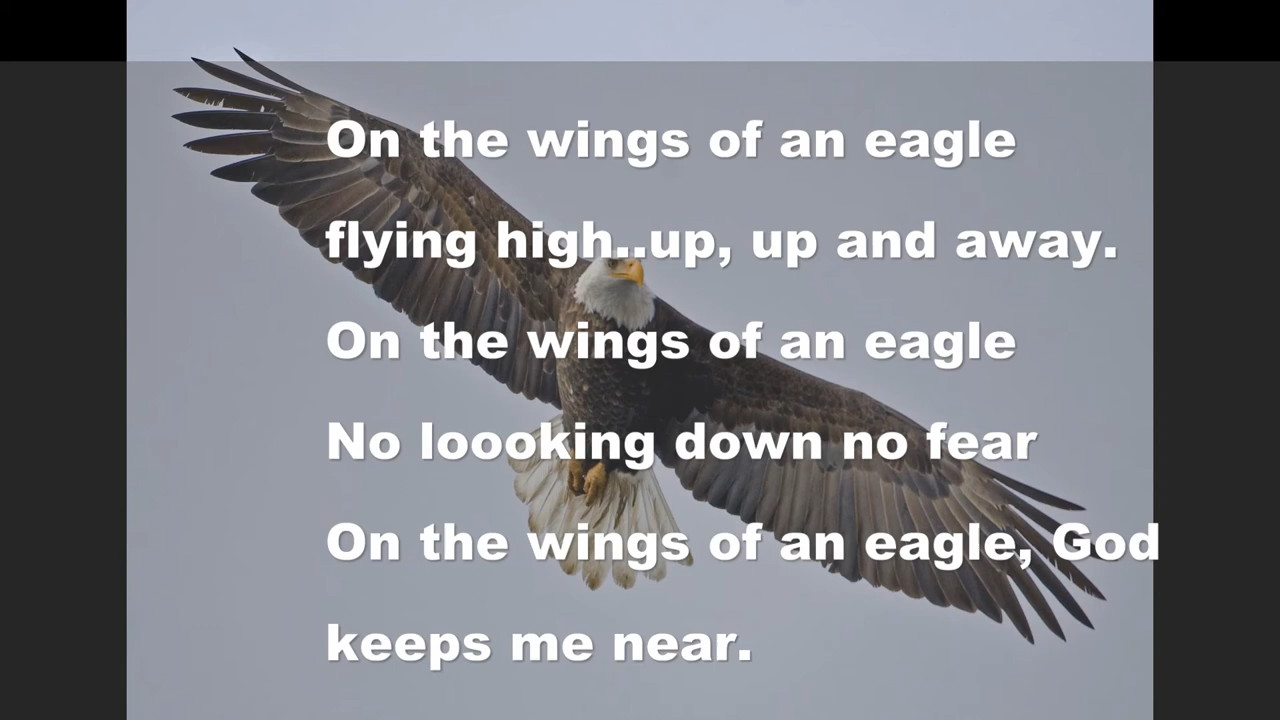 On the wings of an eagle
flying high..up, up and away.
On the wings of an eagle
No loooking down no fear
On the wings of an eagle, God
keeps me near.